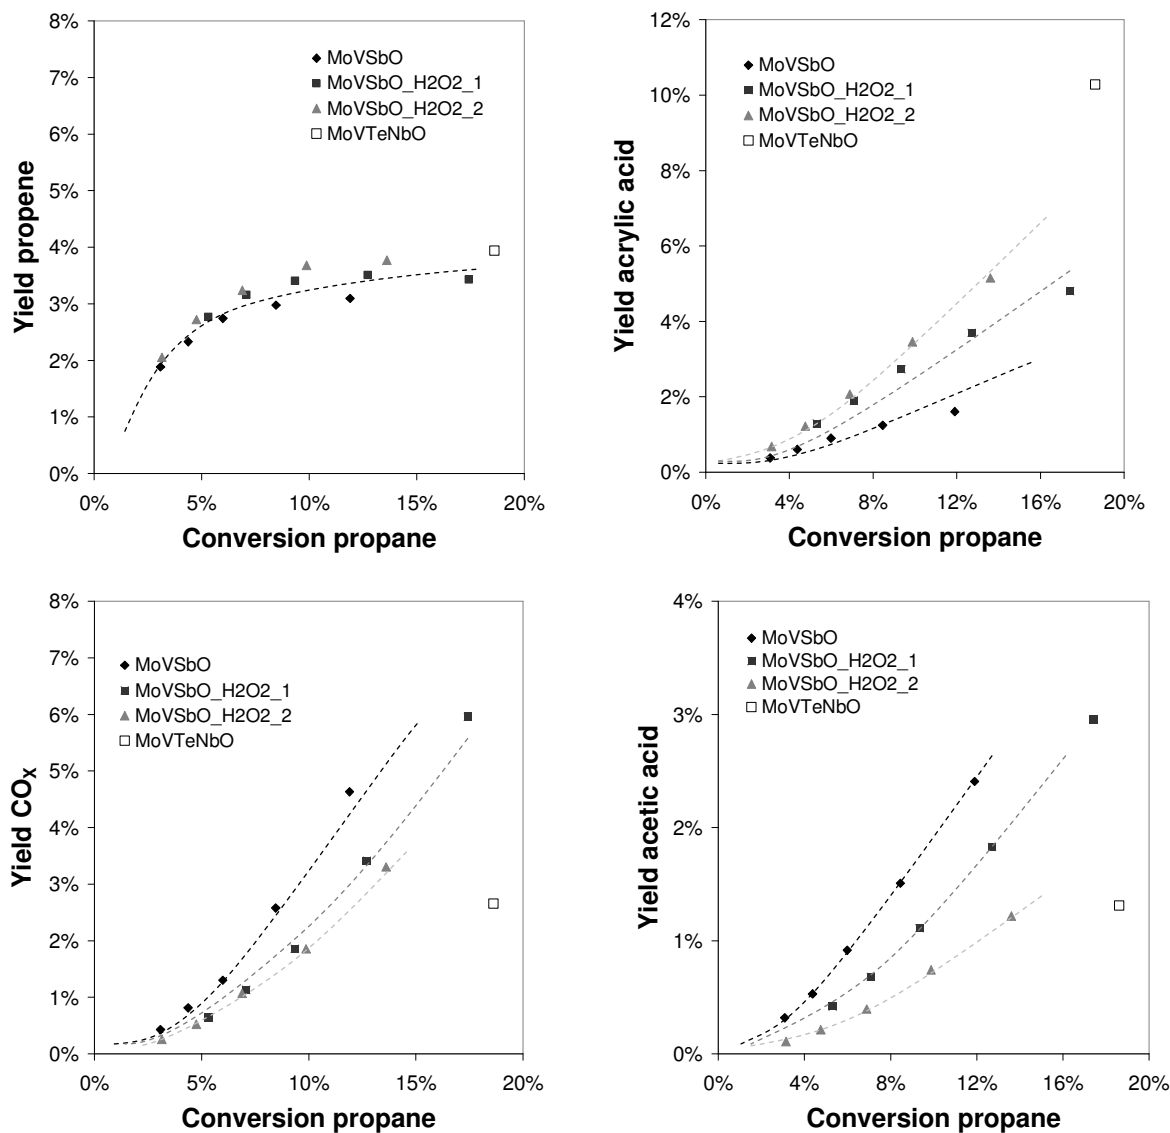 8%
7%
6%
5%
4%
3%
2%
1%
0%
Yield propene
MoVSbO
MoVSbO_H2O2_1
MoVSbO_H2O2_2
MoVTeNbO
0% 5% 10% 15% 20%
Conversion propane
12%
10%
8%
6%
4%
2%
0%
Yield acrylic acid
MoVSbO
MoVSbO_H2O2_1
MoVSbO_H2O2_2
MoVTeNbO
0% 4% 8% 12% 16% 20%
Conversion propane
8%
7%
6%
5%
4%
3%
2%
1%
0%
Yield COX
MoVSbO
MoVSbO_H2O2_1
MoVSbO_H2O2_2
MoVTeNbO
0% 5% 10% 15% 20%
Conversion propane
4%
3%
2%
1%
0%
Yield acetic acid
MoVSbO
MoVSbO_H2O2_1
MoVSbO_H2O2_2
MoVTeNbO
0% 4% 8% 12% 16% 20%
Conversion propane